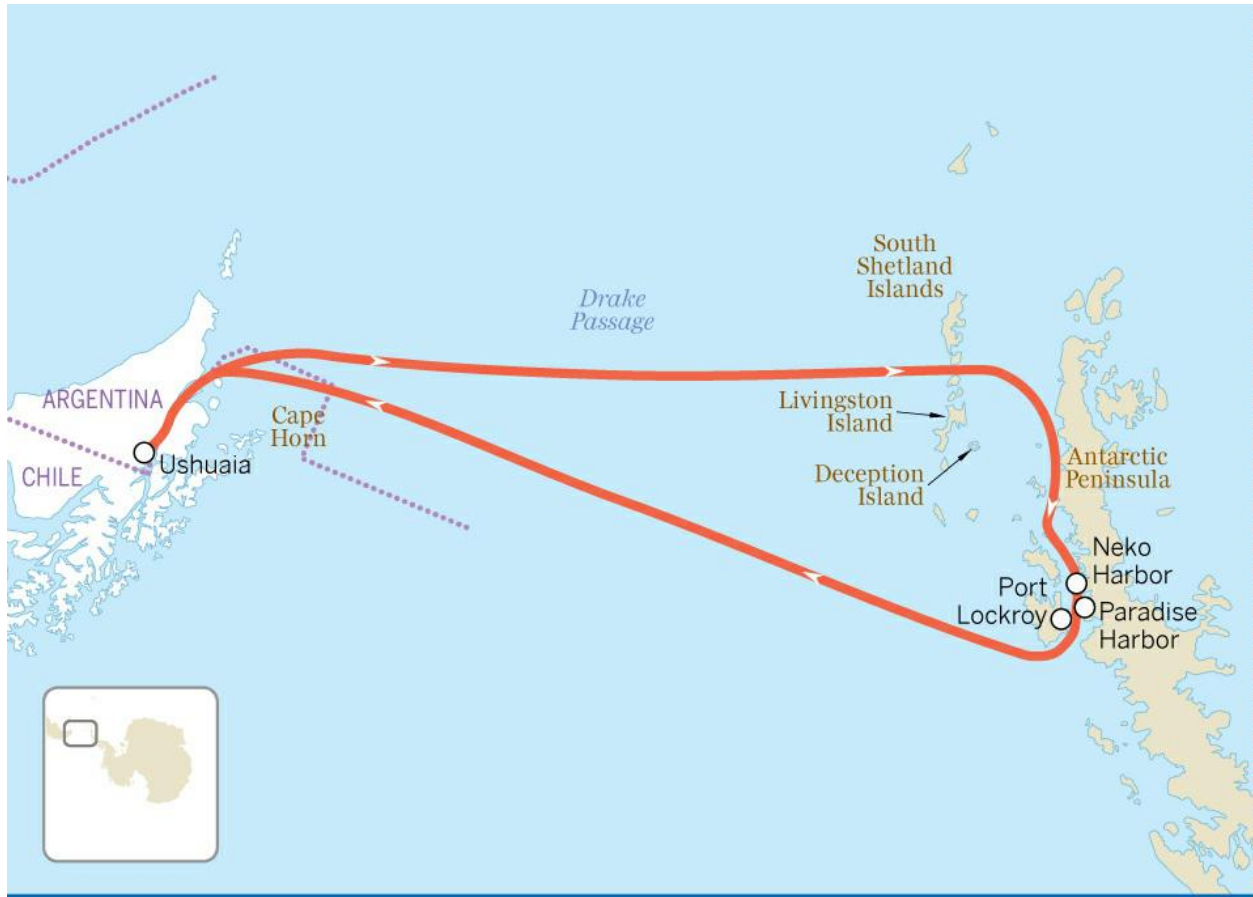 South
Shetland
Islands
Drake
Passage
ARGENTINA
Cape
Horn
Livingston
Island
Ushuaia
CHILE
Deception
Island
Antarctic
Peninsula
Neko
Harbor
Port
Lockroy
Paradise
Harbor